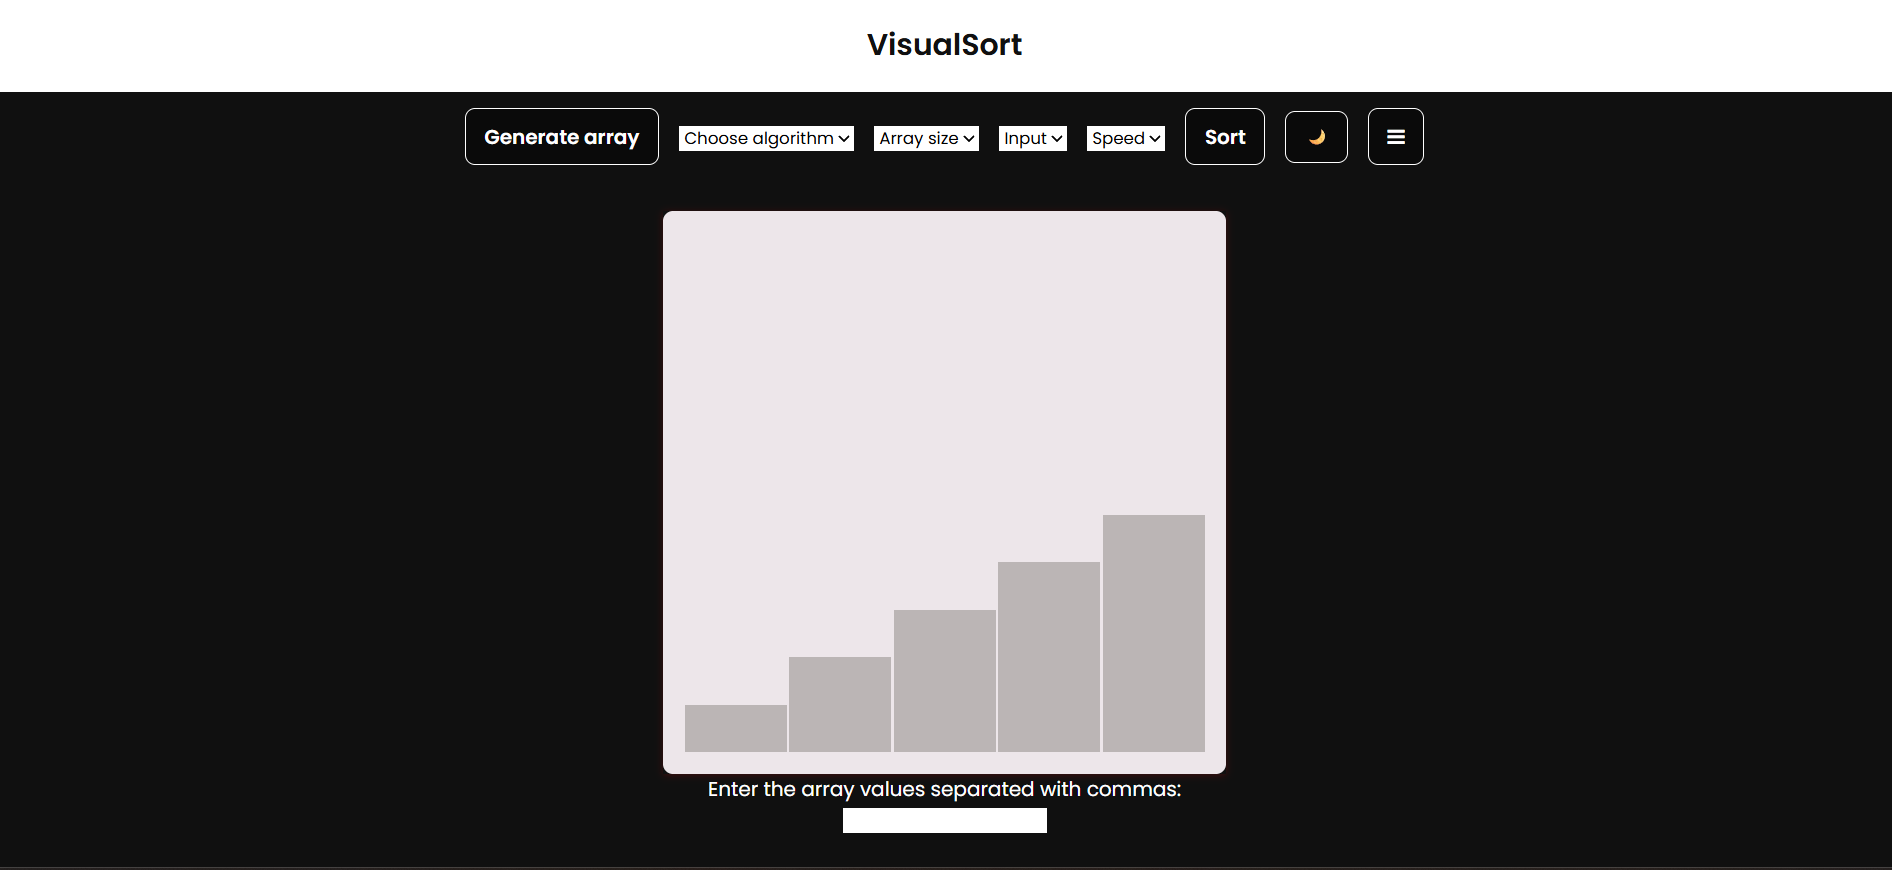 VisualSort
Generate array Choose algorithm Array size Input Speed Sort
Enter the array values separated with commas: